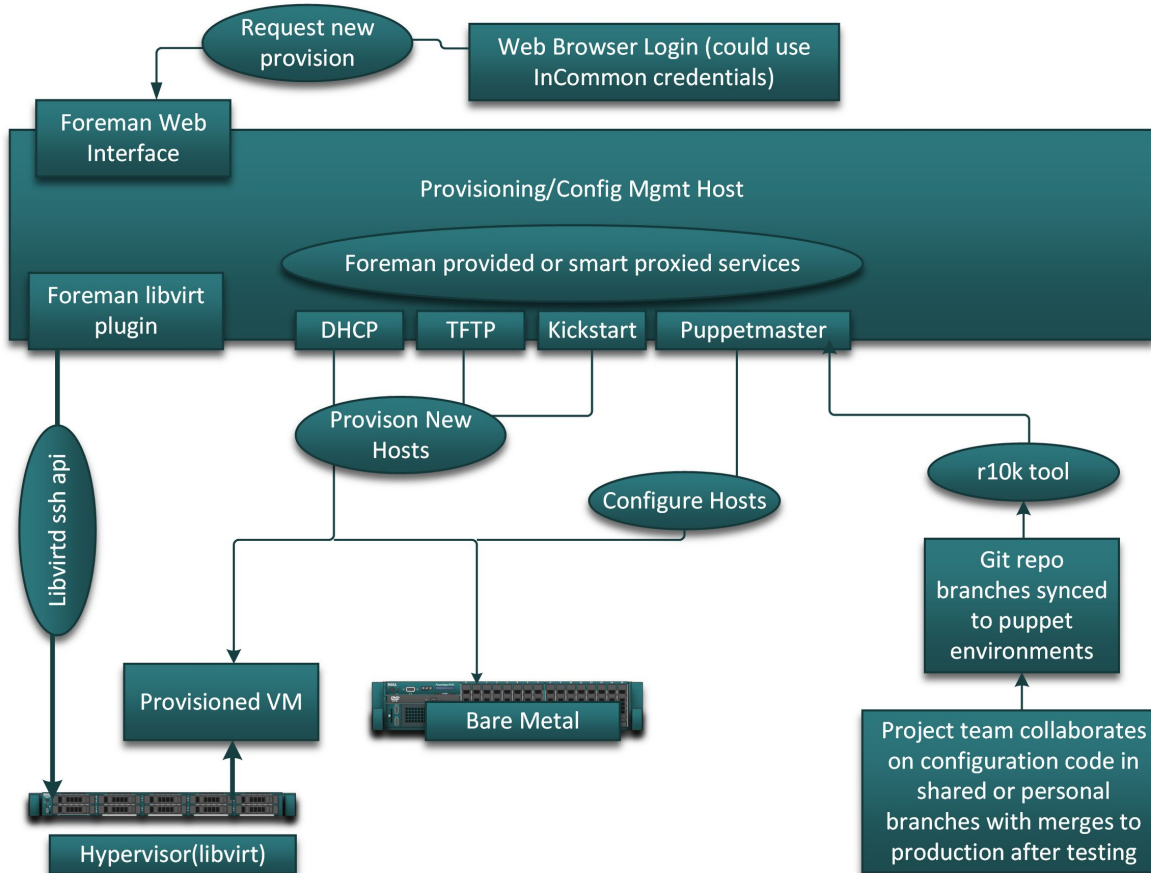 Request new
provision
Web Browser Login (could use
InCommon credentials)
Foreman Web
Interface
Provisioning/Config Mgmt Host
Foreman provided or smart proxied services
Foreman libvirt
plugin
DHCP
TFTP
Kickstart
Puppetmaster
Provison New
Hosts
Libvirtd ssh api
Configure Hosts
r10k tool
Git repo
branches synced
to puppet
environments
Provisioned VM
Bare Metal
Project team collaborates
on configuration code in
shared or personal
branches with merges to
production after testing
Hypervisor(libvirt)